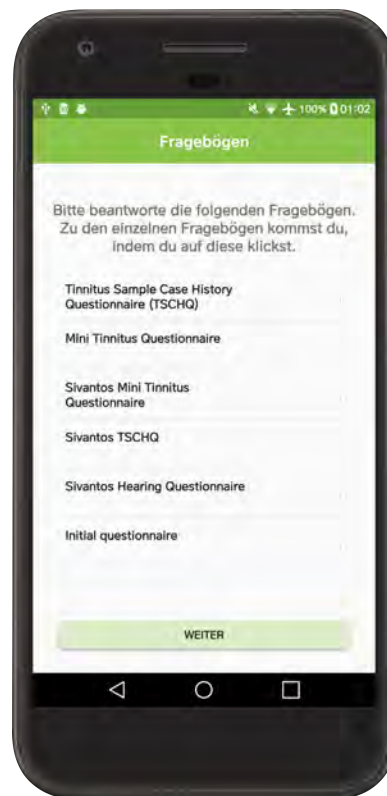 100% 01:02
Fragebögen
Bitte beantworte die folgenden Fragebögen.
Zu den einzelnen Fragebögen kommst du,
indem du auf diese klickst.
Tinnitus Sample Case History
Questionnaire (TSCHQ)
Mini Tinnitus Questionnaire
Sivantos Mini Tinnitus
Questionnaire
Sivantos TSCHQ
Sivantos Hearing Questionnaire
Initial questionnaire
WEITER